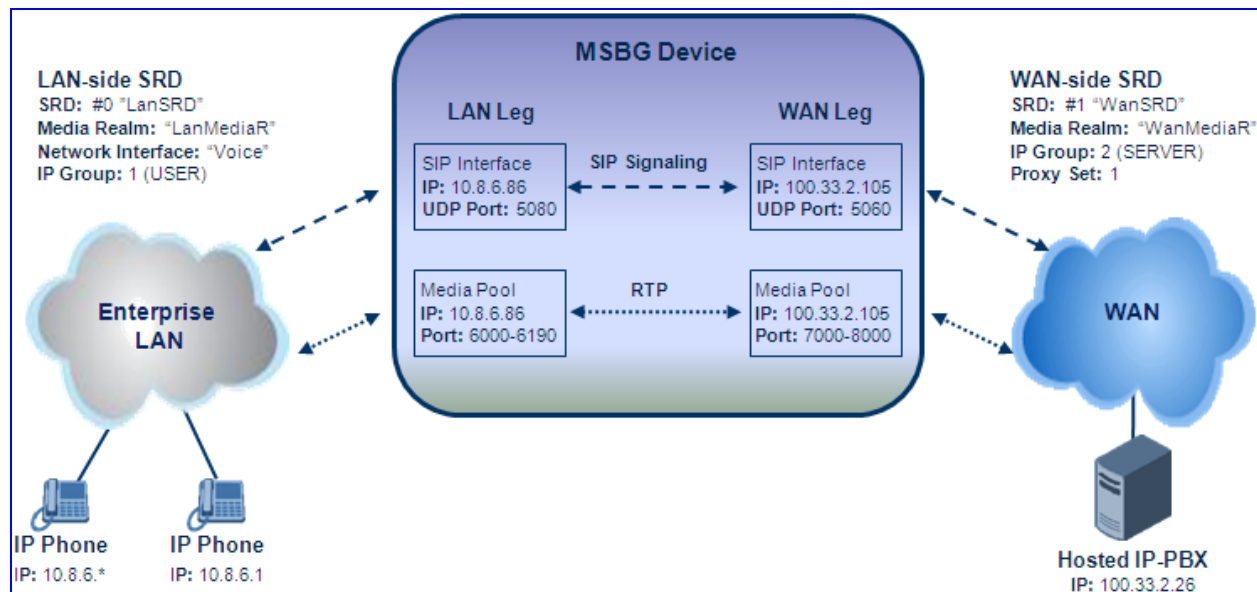 MSBG Device
LAN-side SRD
SRD: #0 "LanSRD"
Media Realm: "LanMediaR"
Network Interface: "Voice"
IP Group: 1 (USER)
LAN Leg
WAN Leg
WAN-side SRD
SRD: #1 "WanSRD"
Media Realm: "WanMediaR"
IP Group: 2 (SERVER)
Proxy Set: 1
SIP Interface
IP: 10.8.6.86
UDP Port: 5080
SIP Signaling
SIP Interface
IP: 100.33.2.105
UDP Port: 5060
Media Pool
IP: 10.8.6.86
Port: 6000-6190
RTP
Media Pool
IP: 100.33.2.105
Port: 7000-8000
Enterprise
LAN
WAN
IP Phone
IP: 10.8.6.*
IP Phone
IP: 10.8.6.1
Hosted IP-PBX
IP: 100.33.2.26